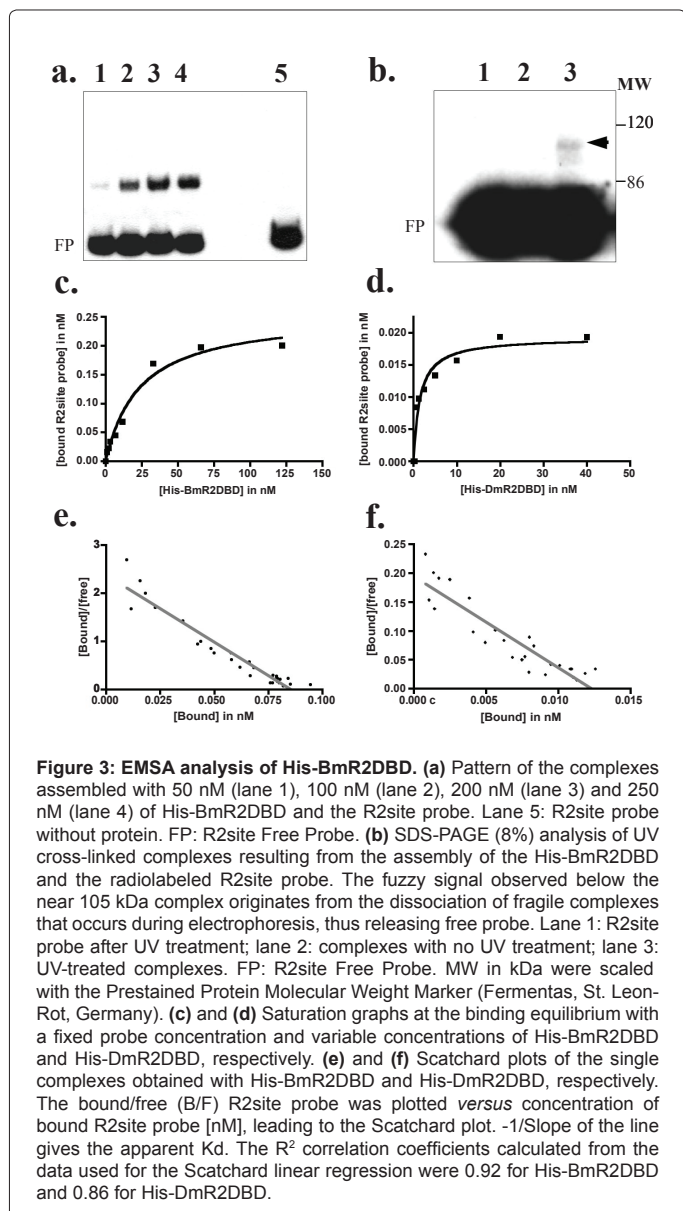 a. b.
1 2 3 4 5 1 2 3 MW
120
86
FP FP
c. d.
[bound R2siite probe] in nM
0.25
0.20
0.15
0.10
0.05
0.00
0 25 50 75 100 125 150
[His-BmR2DBD] in nM
[bound R2siite probe] in nM
0.020
0.015
0.010
0.005
0.000
0 10 20 30 40 50
[His-DmR2DBD] in nM
e. f.
[Bound]/[free]
3
2
1
0
0.000 0.025 0.050 0.075 0.100
[Bound] in nM
[Bound]/[free]
0.25
0.20
0.15
0.10
0.05
0.00
0.000 c 0.005 0.010 0.015
[Bound] in nM
Figure 3: EMSA analysis of His-BmR2DBD. (a) Pattern of the complexes
assembled with 50 nM (lane 1), 100 nM (lane 2), 200 nM (lane 3) and 250
nM (lane 4) of His-BmR2DBD and the R2site probe. Lane 5: R2site probe
without protein. FP: R2site Free Probe. (b) SDS-PAGE (8%) analysis of UV
cross-linked complexes resulting from the assembly of the His-BmR2DBD
and the radiolabeled R2site probe. The fuzzy signal observed below the
near 105 kDa complex originates from the dissociation of fragile complexes
that occurs during electrophoresis, thus releasing free probe. Lane 1: R2site
probe after UV treatment; lane 2: complexes with no UV treatment; lane 3:
UV-treated complexes. FP: R2site Free Probe. MW in kDa were scaled
with the Prestained Protein Molecular Weight Marker (Fermentas, St. Leon-
Rot, Germany). (c) and (d) Saturation graphs at the binding equilibrium with
a fixed probe concentration and variable concentrations of His-BmR2DBD
and His-DmR2DBD, respectively. (e) and (f) Scatchard plots of the single
complexes obtained with His-BmR2DBD and His-DmR2DBD, respectively.
The bound/free (B/F) R2site probe was plotted versus concentration of
bound R2site probe [nM], leading to the Scatchard plot. -1/Slope of the line
gives the apparent Kd. The R² correlation coefficients calculated from the
data used for the Scatchard linear regression were 0.92 for His-BmR2DBD
and 0.86 for His-DmR2DBD.